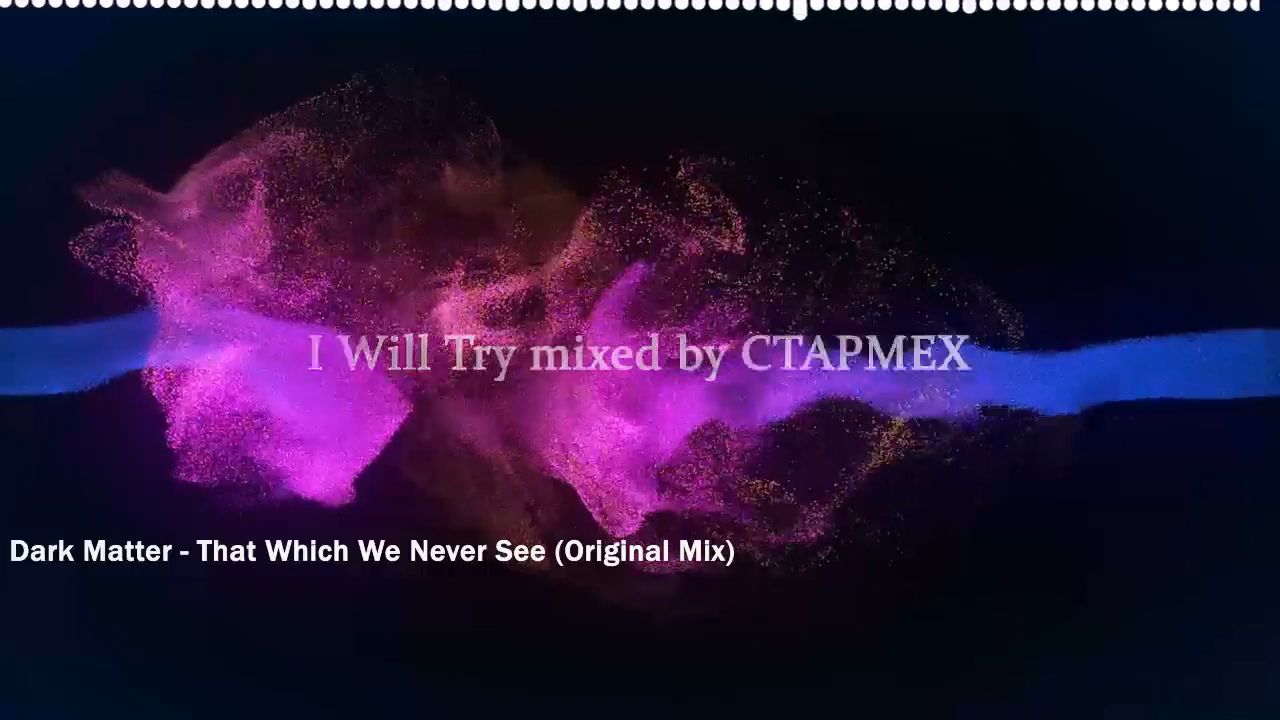 I Will Try mixed by CTAPMEX
Dark Matter - That Which We Never See (Original Mix)